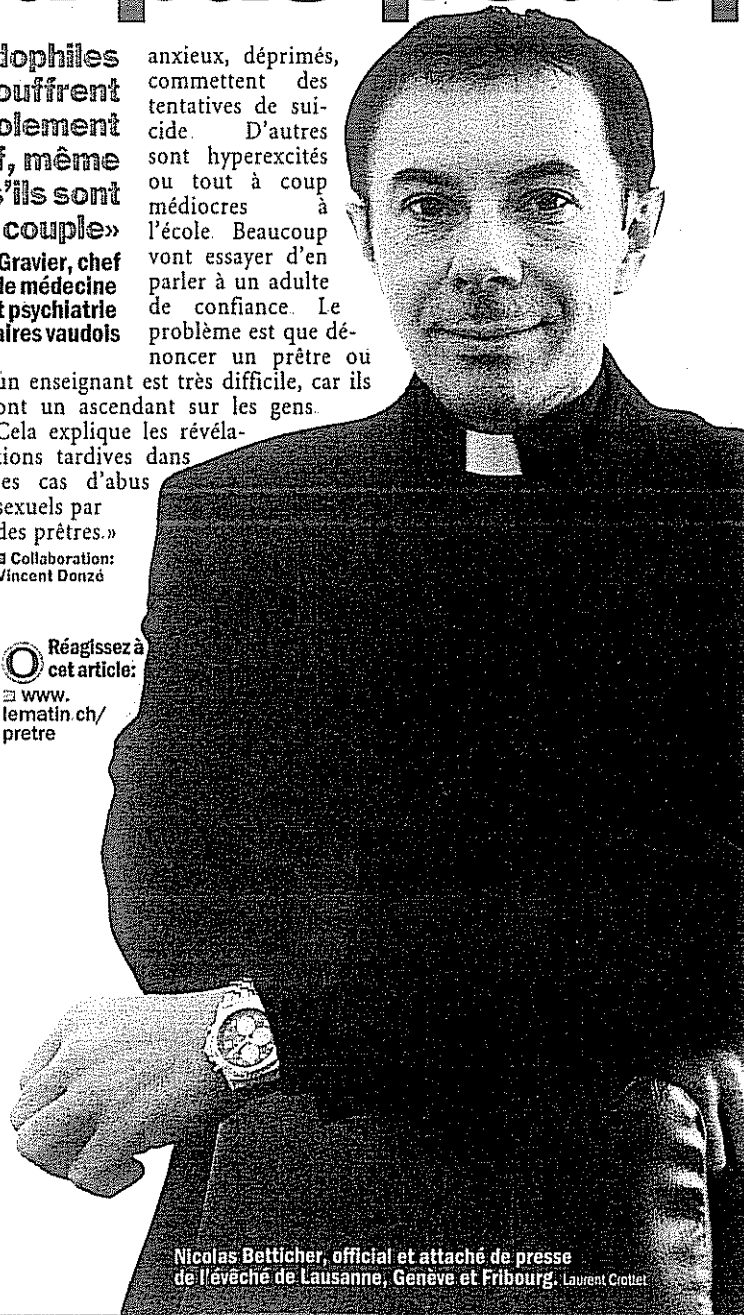 dophiles
ouffrent
olement
f, même
s'ils sont
couple»
Gravier, chef
de médecine
t psychiatrie
aires vaudois
anxieux, déprimés,
commettent des
tentatives de sui-
cide. D'autres
sont hyperexcités
ou tout à coup
médiocres à
l'école. Beaucoup
vont essayer d'en
parler à un adulte
de confiance. Le
problème est que dé-
noncer un prêtre ou
un enseignant est très difficile, car ils
ont un ascendant sur les gens.
Cela explique les révéla-
tions tardives dans
les cas d'abus
sexuels par
des prêtres.»
Collaboration:
Vincent Donzé
Réagissez à
cet article:
www.
lematin.ch/
pretre
Nicolas Betticher, official et attaché de presse
de l'évêché de Lausanne, Genève et Fribourg. Laurent Crottet